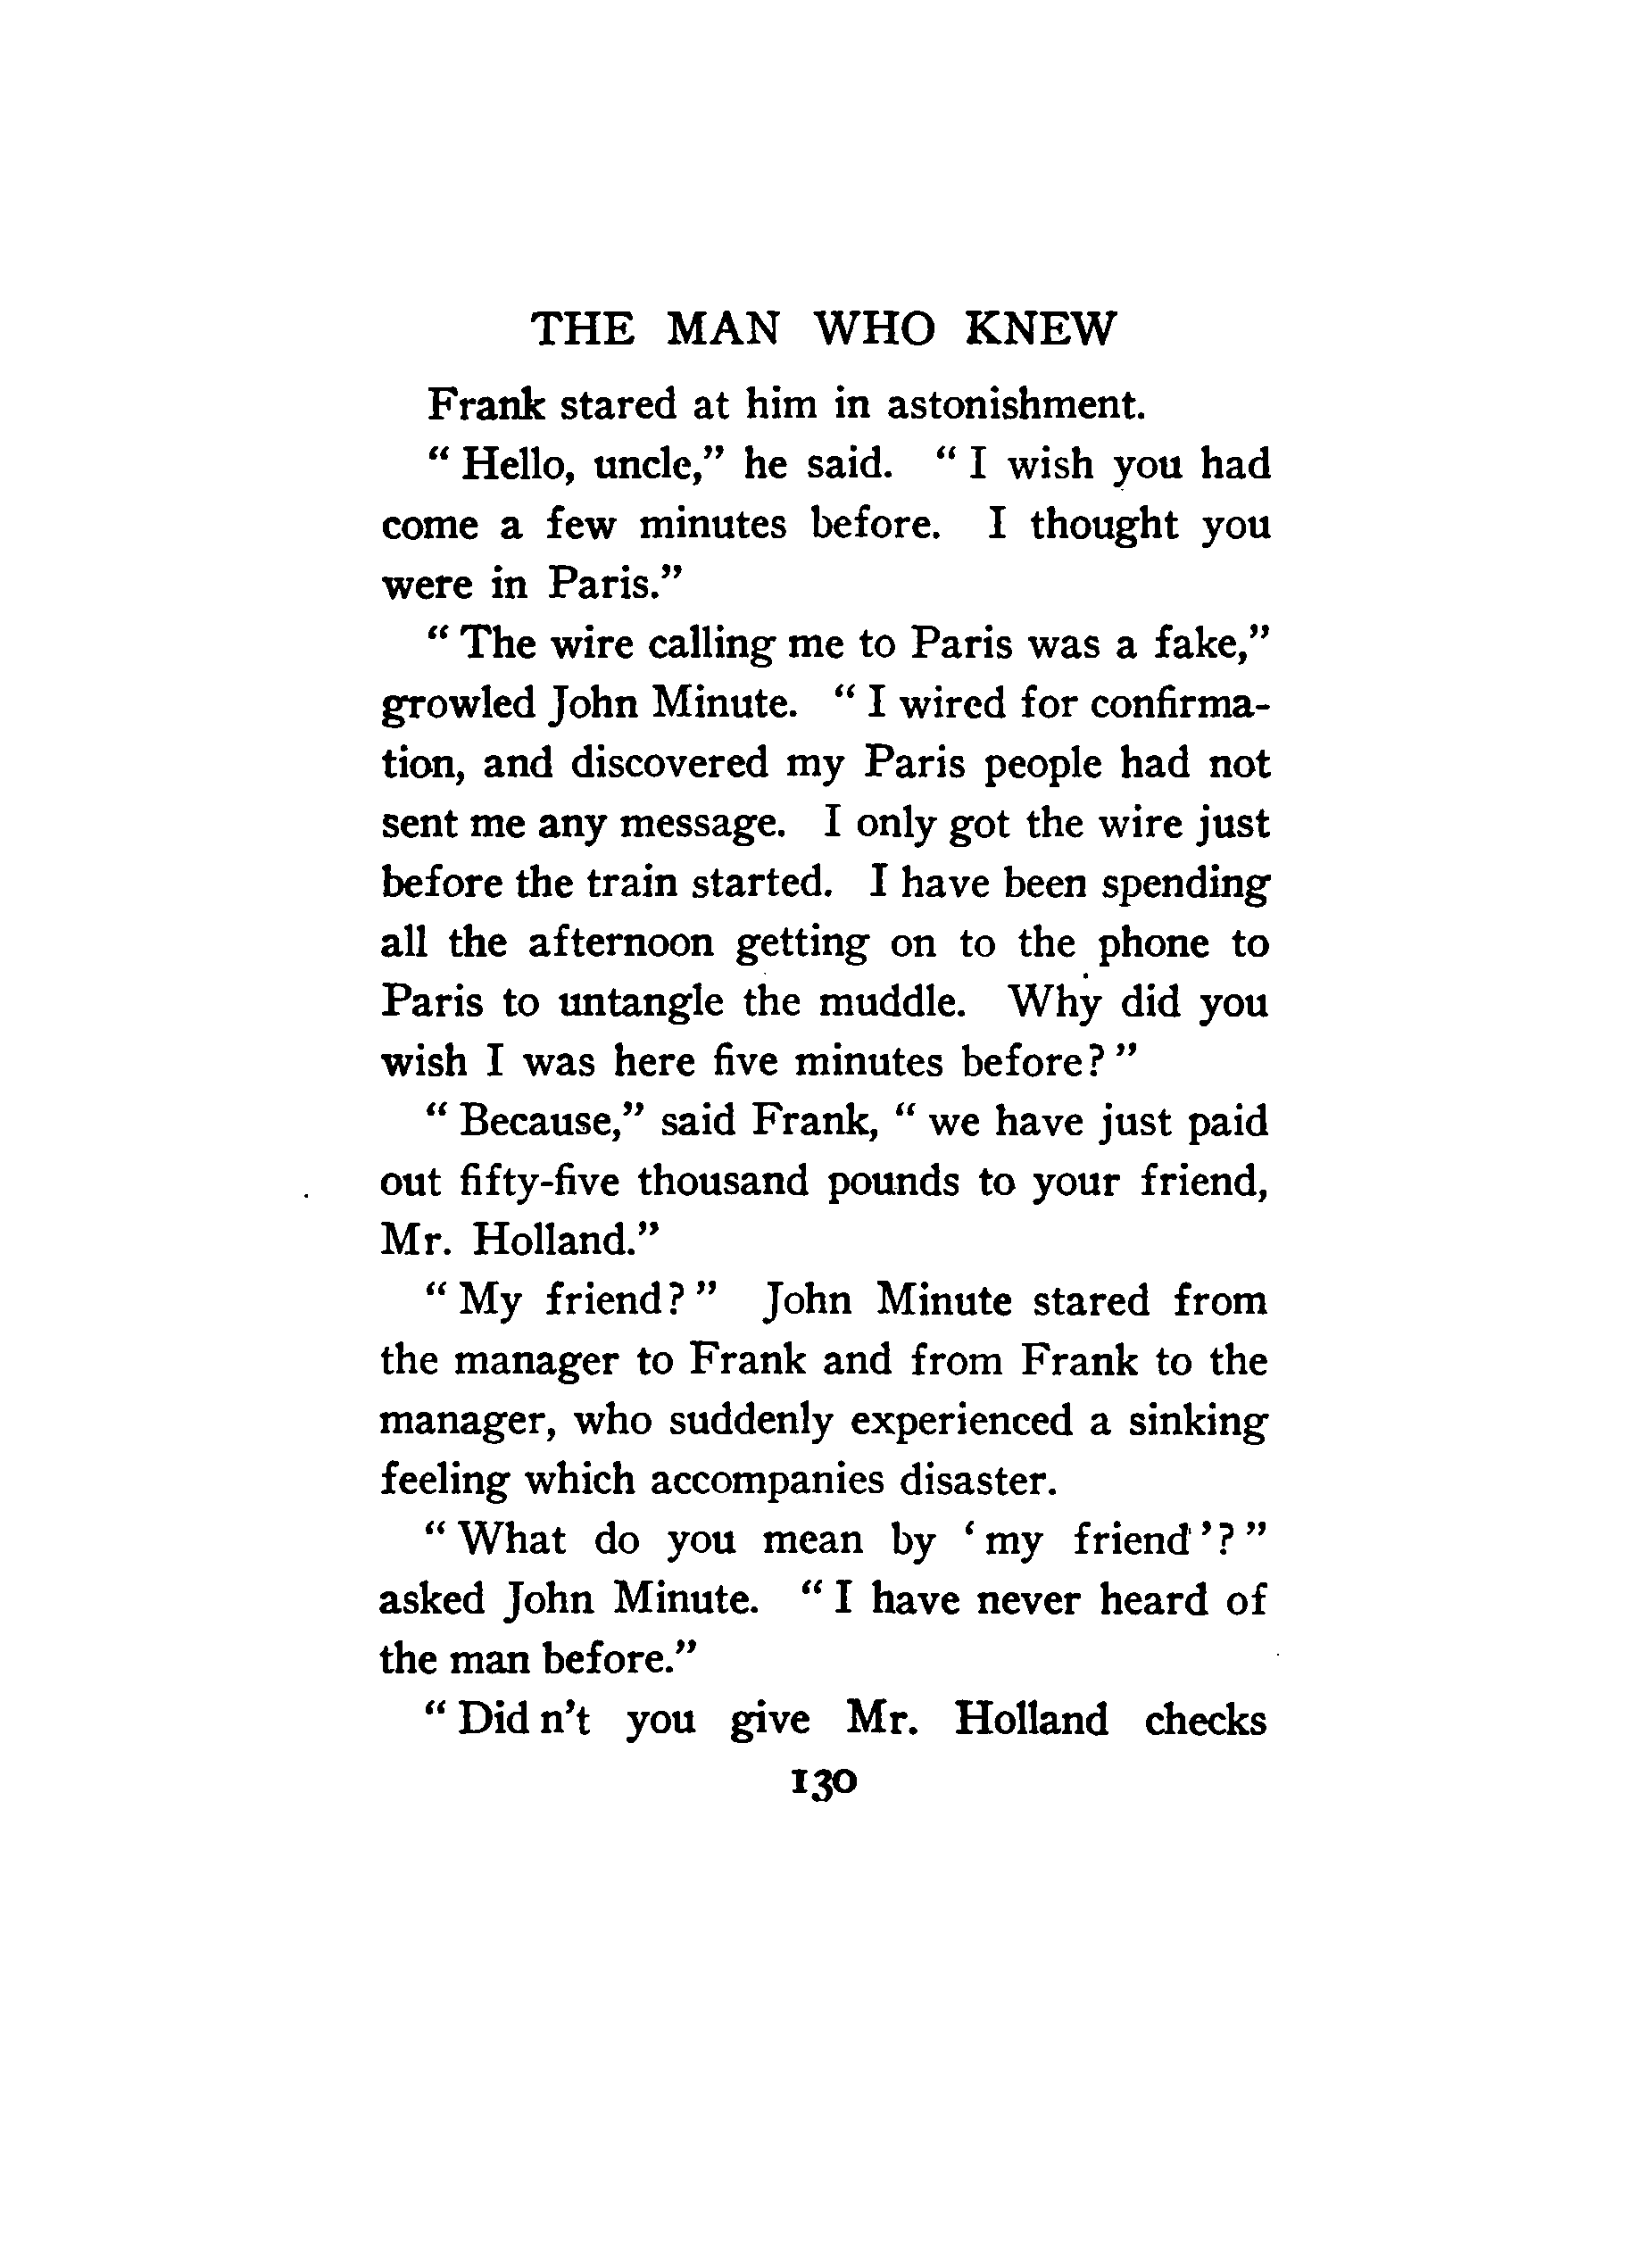 THE MAN WHO KNEW
Frank stared at him in astonishment.
“ Hello, uncle,” he said. “ I wish you had
come a few minutes before. I thought you
were in Paris.”
“ The wire calling me to Paris was a fake,”
growled John Minute. “ I wired for confirma-
tion, and discovered my Paris people had not
sent me any message. I only got the wire just
before the train started. I have been spending
all the afternoon getting on to the phone to
Paris to untangle the muddle. Why did you
wish I was here five minutes before? ”
“ Because,” said Frank, “ we have just paid
out fifty-five thousand pounds to your friend,
Mr. Holland.”
“ My friend? ” John Minute stared from
the manager to Frank and from Frank to the
manager, who suddenly experienced a sinking
feeling which accompanies disaster.
“ What do you mean by ‘ my friend ’? ”
asked John Minute. “ I have never heard of
the man before.”
“ Did n’t you give Mr. Holland checks
130